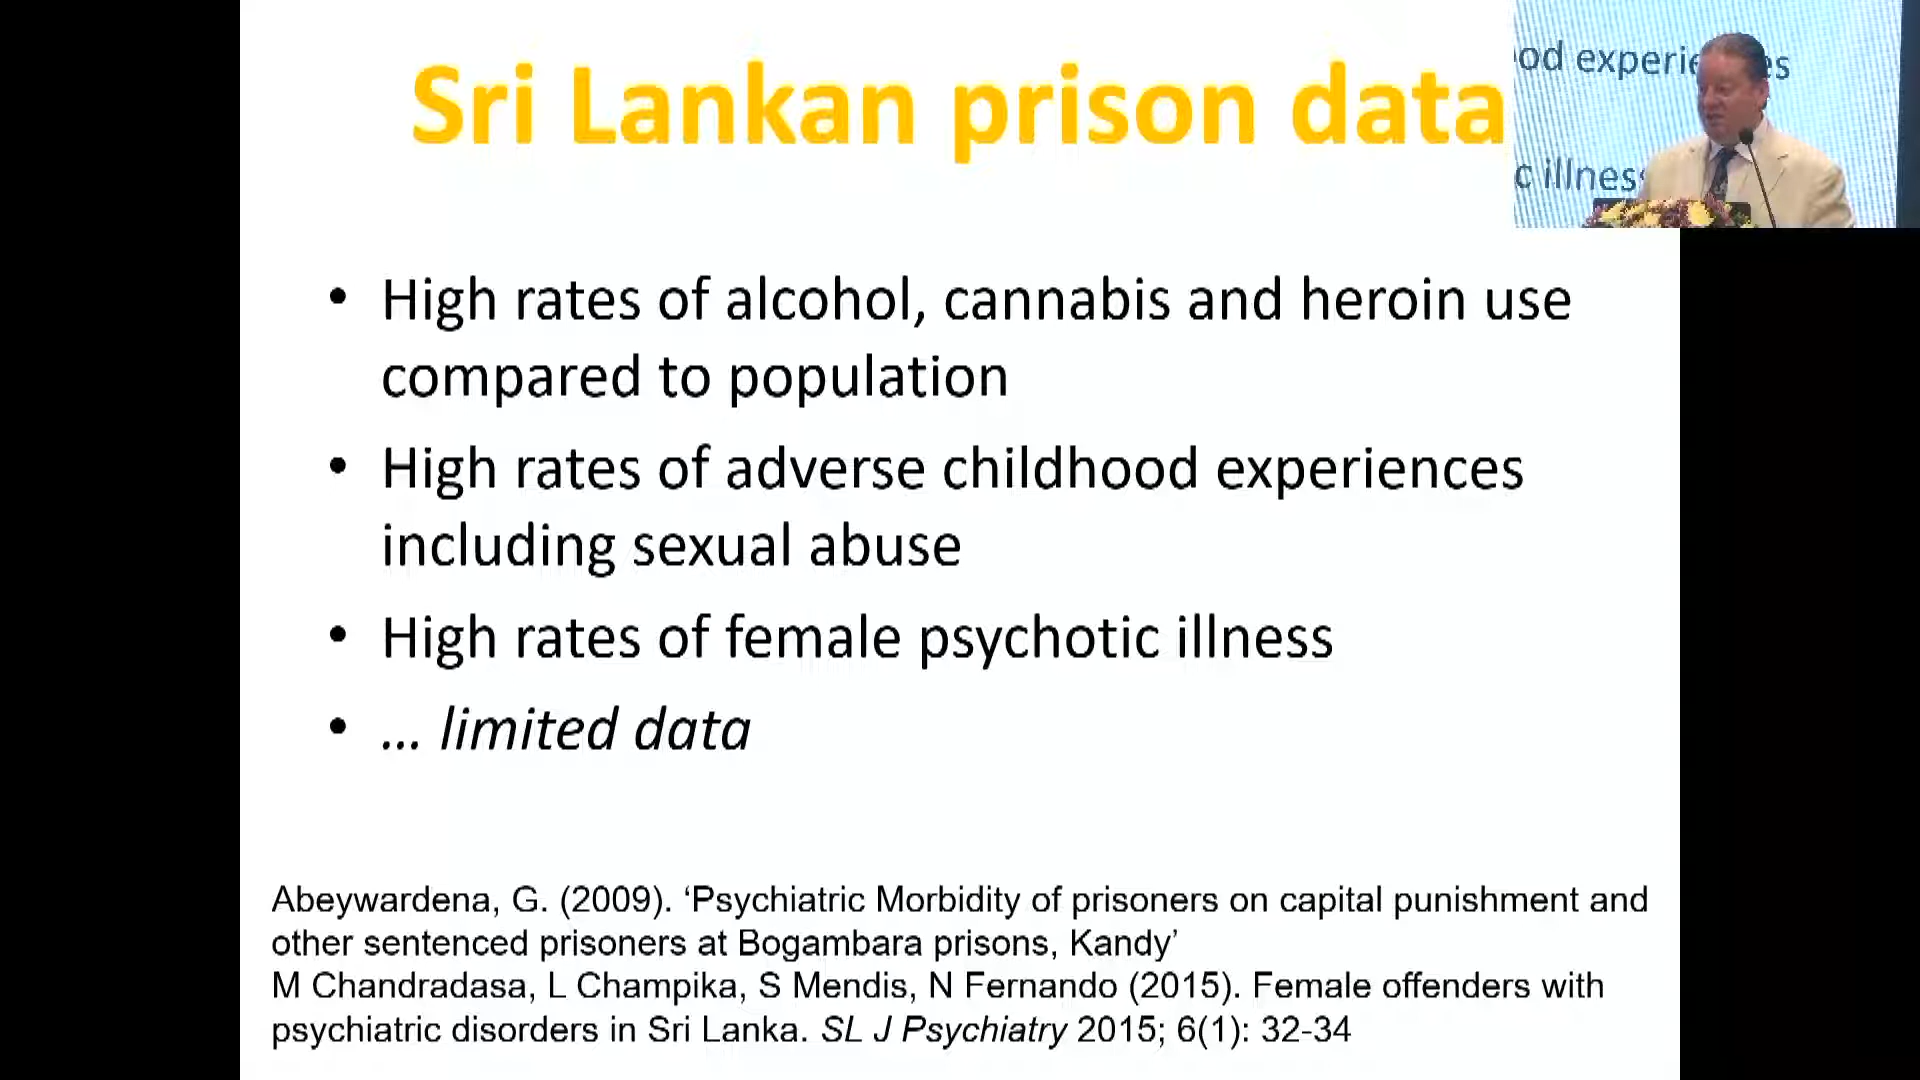 Sri Lankan prison data
ood experiences
c illness
• High rates of alcohol, cannabis and heroin use
compared to population
• High rates of adverse childhood experiences
including sexual abuse
• High rates of female psychotic illness
• ... limited data
Abeywardena, G. (2009). ‘Psychiatric Morbidity of prisoners on capital punishment and
other sentenced prisoners at Bogambara prisons, Kandy’
M Chandradasa, L Champika, S Mendis, N Fernando (2015). Female offenders with
psychiatric disorders in Sri Lanka. SL J Psychiatry 2015; 6(1): 32-34